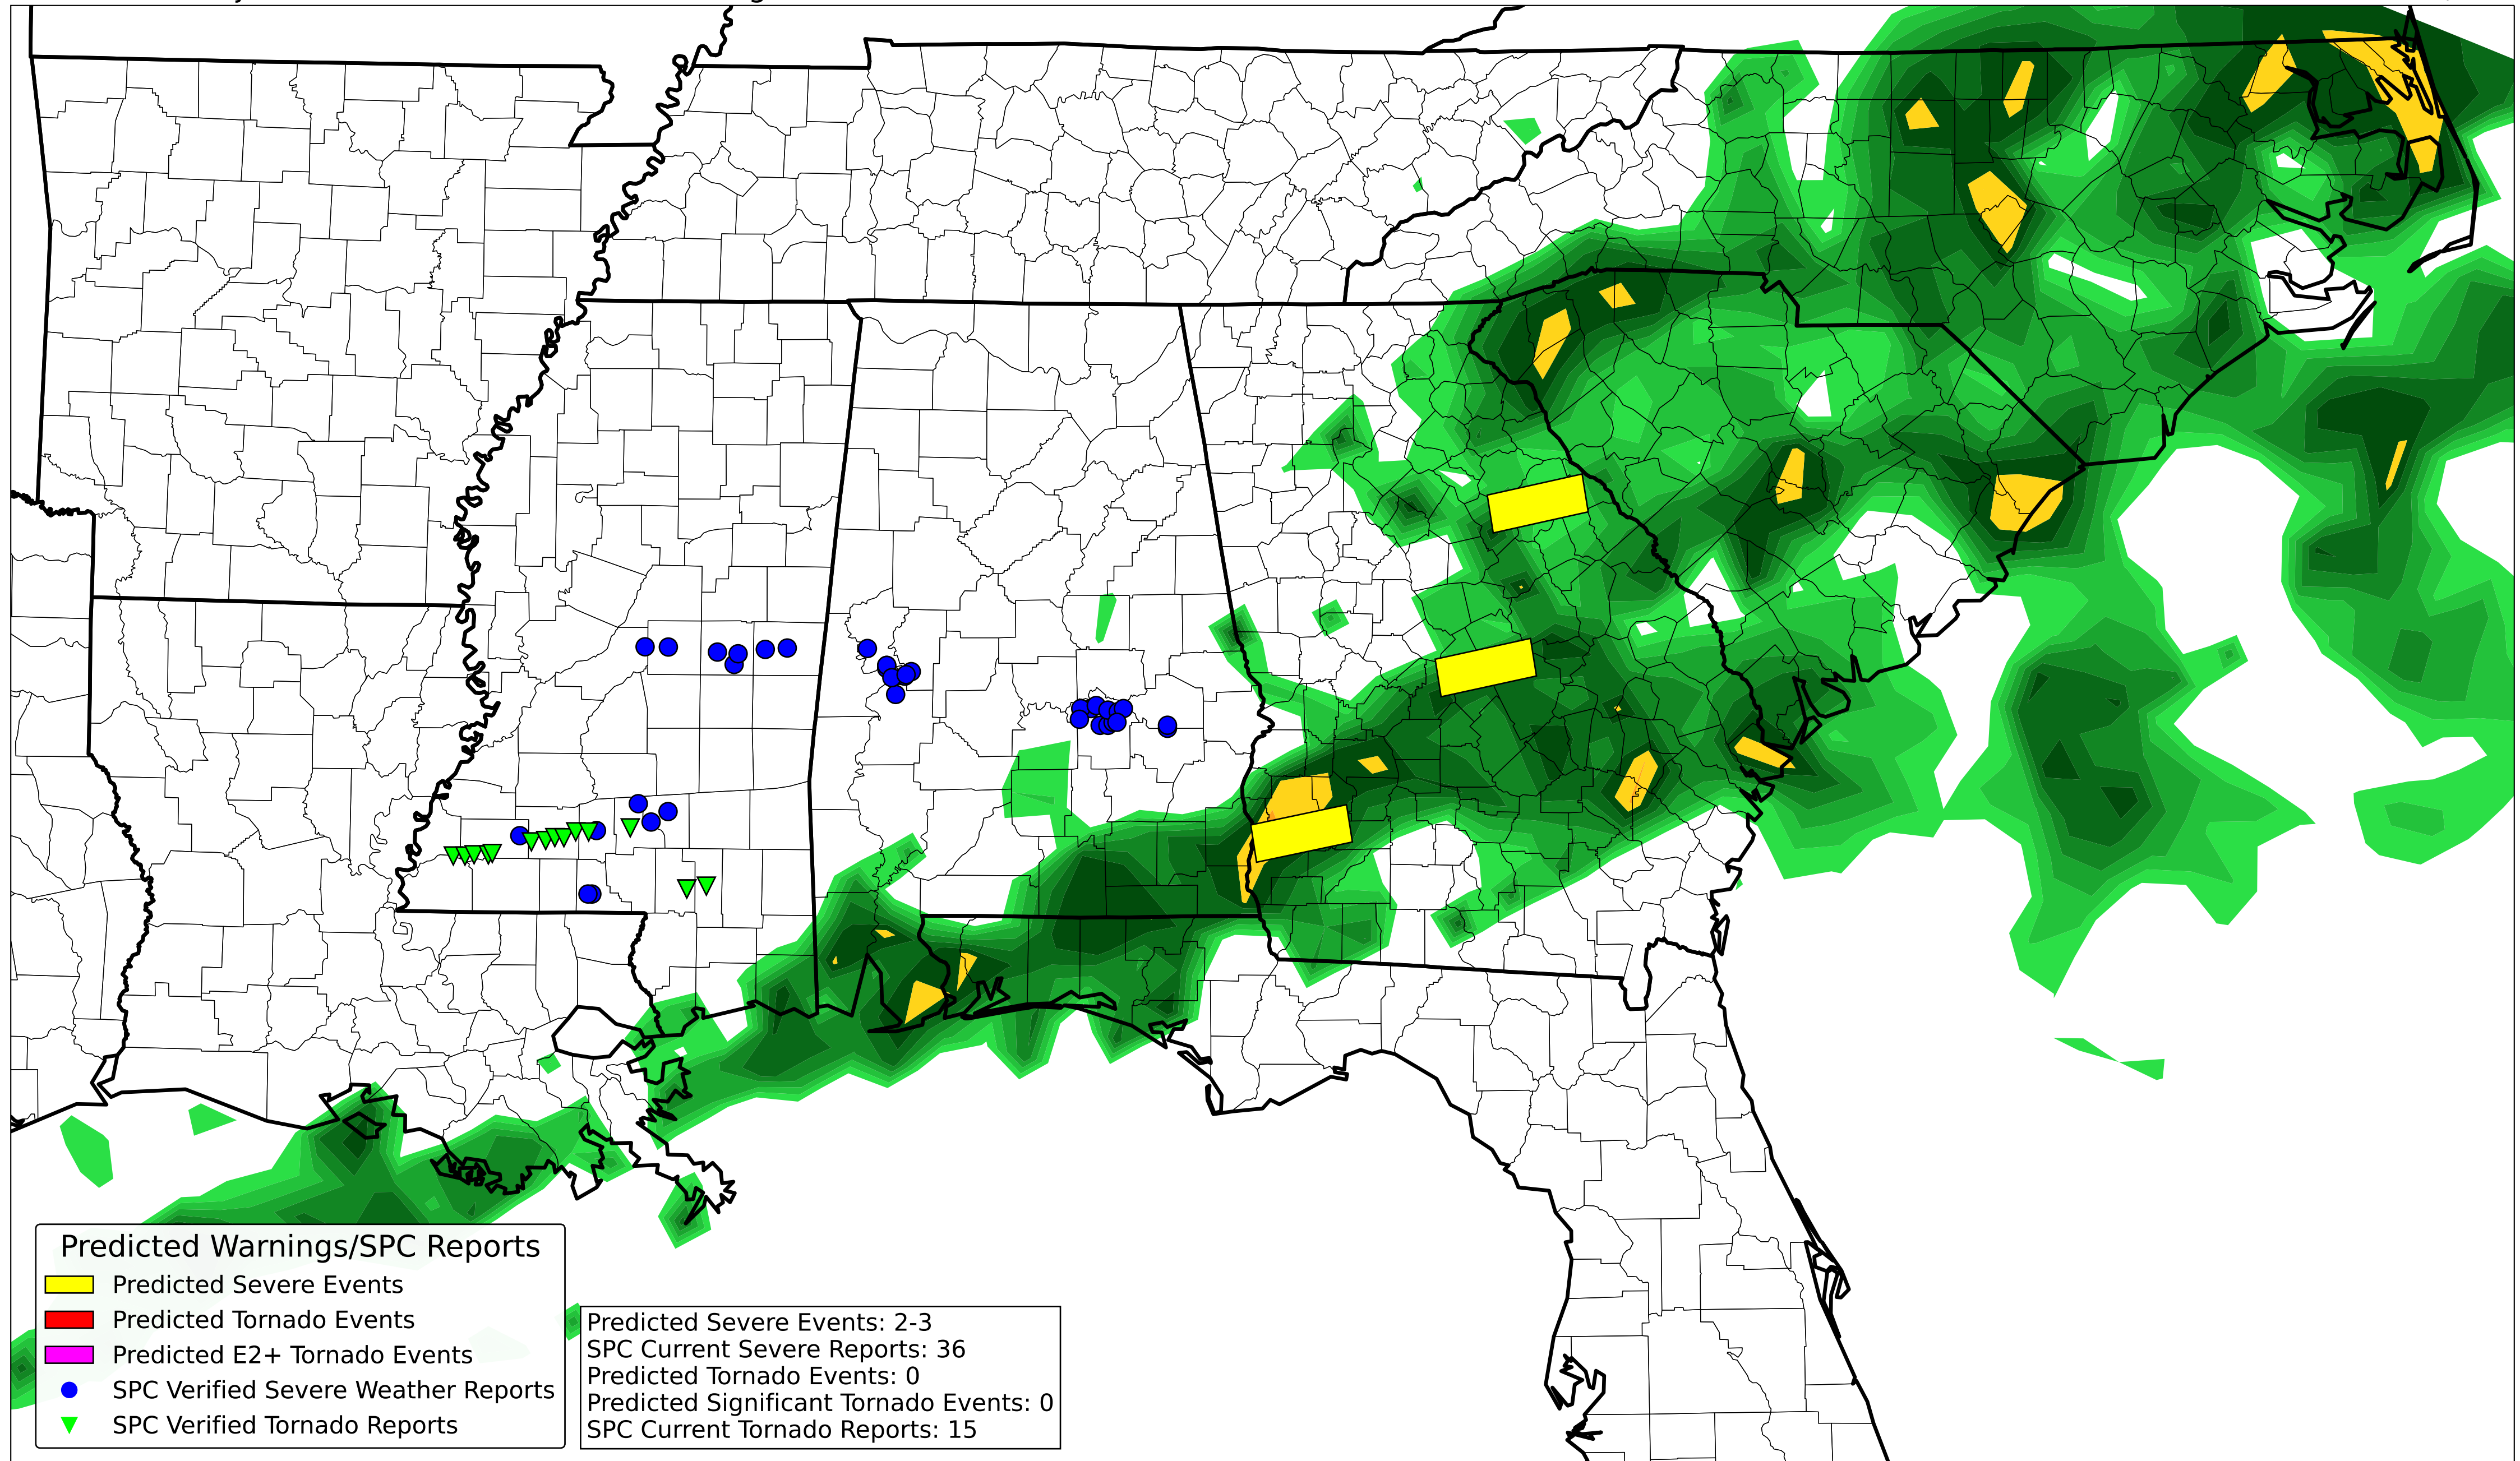 Predicted Warnings/SPC Reports
Predicted Severe Events
Predicted Tornado Events
Predicted E2+ Tornado Events
SPC Verified Severe Weather Reports
SPC Verified Tornado Reports
Predicted Severe Events: 2-3
SPC Current Severe Reports: 36
Predicted Tornado Events: 0
Predicted Significant Tornado Events: 0
SPC Current Tornado Reports: 15